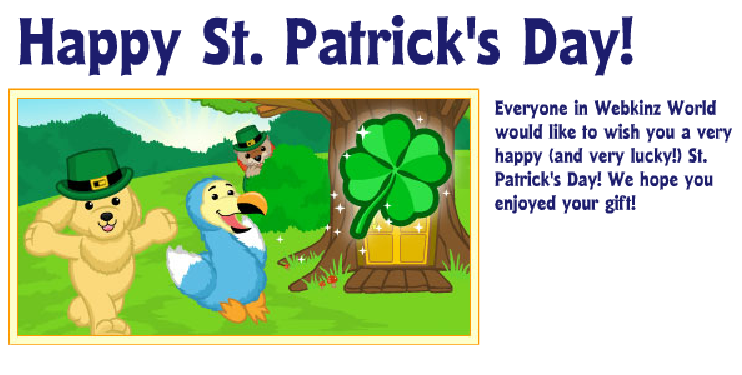 Happy St. Patrick's Day!
Everyone in Webkinz World
would like to wish you a very
happy (and very lucky!) St.
Patrick's Day! We hope you
enjoyed your gift!